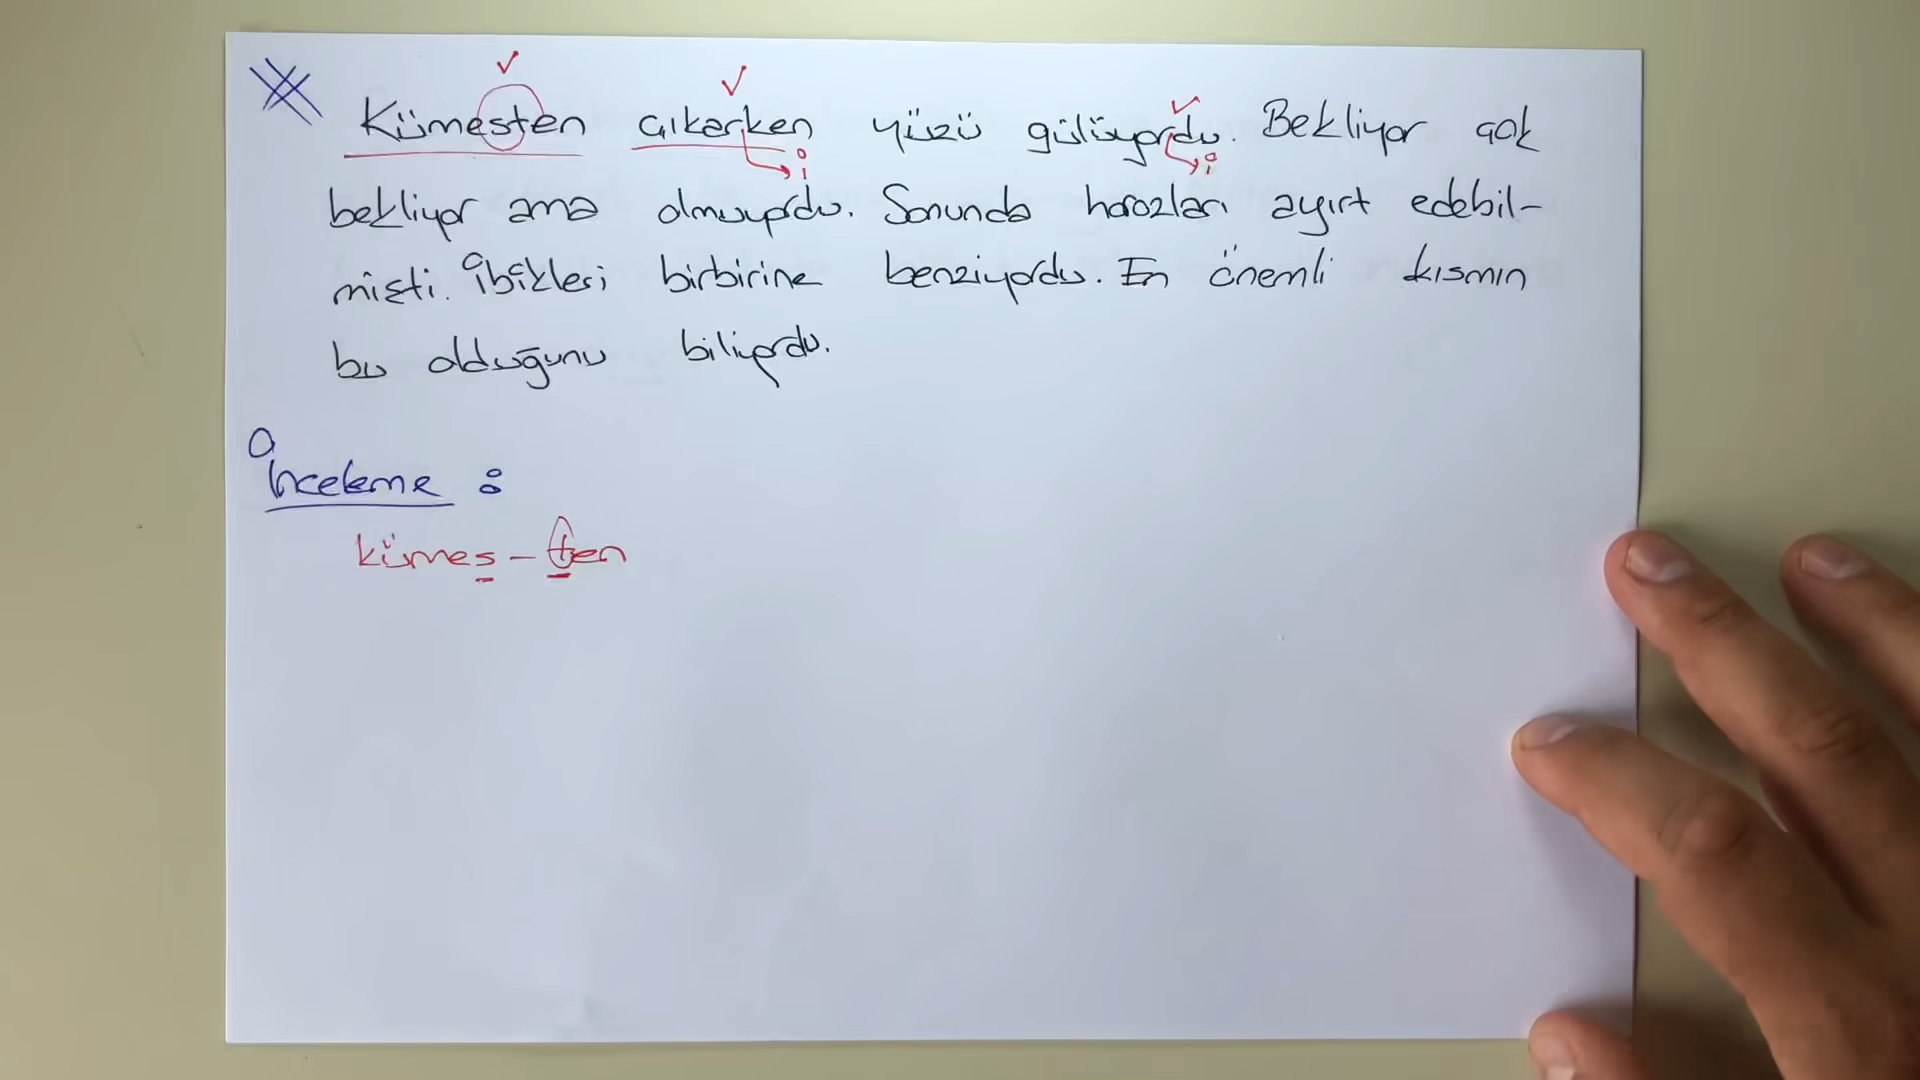 Kümesten çıkarken yüzü gülüyordu. Bekliyor çok
bekliyor ama olmuyordu. Sonunda horozları ayırt edebil-
mişti. İbikleri birbirine benziyordu. En önemli kısmın
bu olduğunu biliyordu.
İnceleme :
kümes - ten